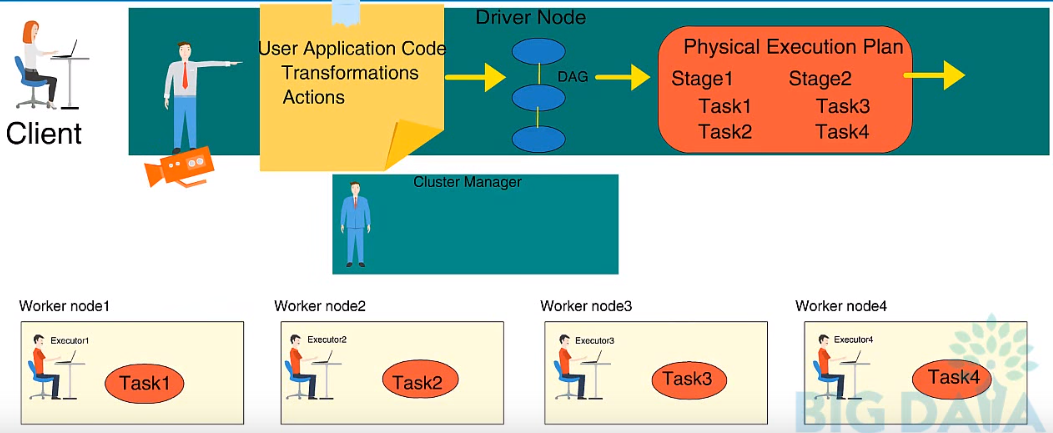 Driver Node
Client
User Application Code
Transformations
Actions
DAG
Physical Execution Plan
Stage1 Stage2
Task1 Task3
Task2 Task4
Cluster Manager
Worker node1
Executor1
Task1
Worker node2
Executor2
Task2
Worker node3
Executor3
Task3
Worker node4
Executor4
Task4
BIG DATA